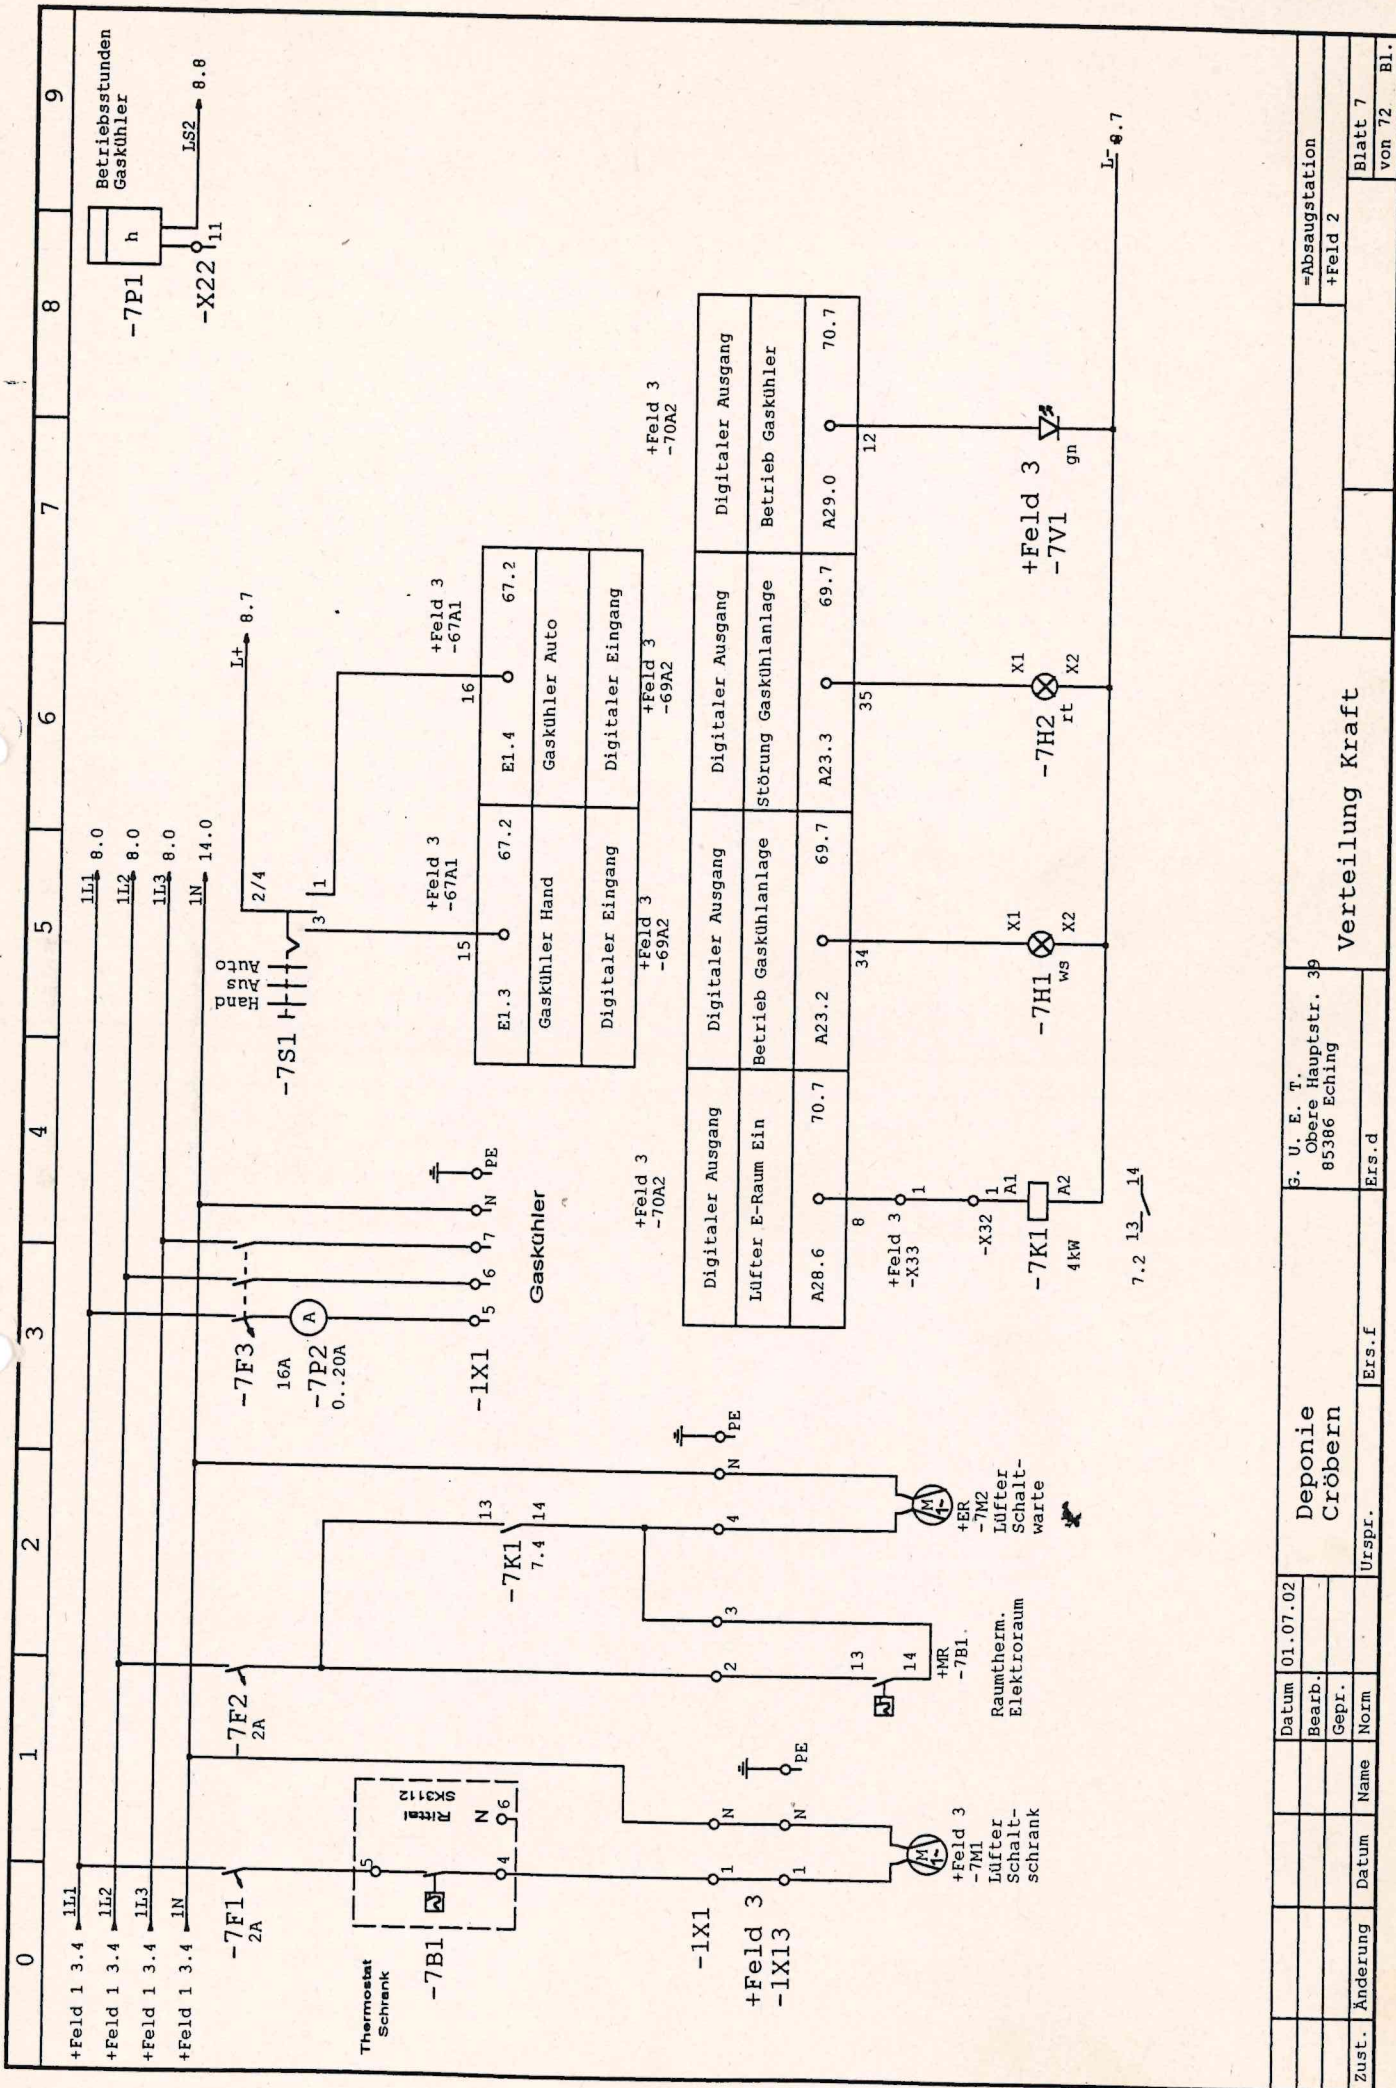 0 1 2 3 4 5 6 7 8 9
+Feld 1 3.4 1L1
+Feld 1 3.4 1L2
+Feld 1 3.4 1L3
+Feld 1 3.4 1N
1L1 8.0
1L2 8.0
1L3 8.0
1N 14.0
-7F1
2A
Thermostat
Schrank
-7B1
5
4
N
6
Rittal
SK3112
-1X1
1
N
+Feld 3
-1X13
1
N
PE
M
1~
+Feld 3
-7M1
Lüfter
Schalt-
schrank
-7F2
2A
2
3
13
14
+MR
-7B1
Raumtherm.
Elektroraum
-7K1
7.4
13
14
4
N
PE
M
1~
+ER
-7M2
Lüfter
Schalt-
warte
-7F3
16A
A
-7P2
0..20A
-1X1
5
6
7
N
PE
Gaskühler
-7S1
Hand
Aus
Auto
3
1
2/4
L+ 8.7
Betriebsstunden
Gaskühler
h
-7P1
-X22
11
LS2 8.8
+Feld 3
-67A1
15
+Feld 3
-67A1
16
E1.3 67.2
E1.4 67.2
Gaskühler Hand
Gaskühler Auto
Digitaler Eingang
Digitaler Eingang
+Feld 3
-70A2
+Feld 3
-69A2
+Feld 3
-69A2
+Feld 3
-70A2
Digitaler Ausgang
Digitaler Ausgang
Digitaler Ausgang
Digitaler Ausgang
Lüfter E-Raum Ein
Betrieb Gaskühlanlage
Störung Gaskühlanlage
Betrieb Gaskühler
A28.6 70.7
A23.2 69.7
A23.3 69.7
A29.0 70.7
8
34
35
12
+Feld 3
-X33
1
-X32
1
-7K1
4kW
A1
A2
7.2 13 14
-7H1
ws
X1
X2
-7H2
rt
X1
X2
+Feld 3
-7V1
gn
L- 8.7
Datum 01.07.02
Bearb.
Gepr.
Zust. Änderung Datum Name Norm
Deponie
Cröbern
Urspr. Ers.f Ers.d
G. U. E. T.
Obere Hauptstr. 39
85386 Eching
Verteilung Kraft
=Absaugstation
+Feld 2
Blatt 7
von 72 Bl.